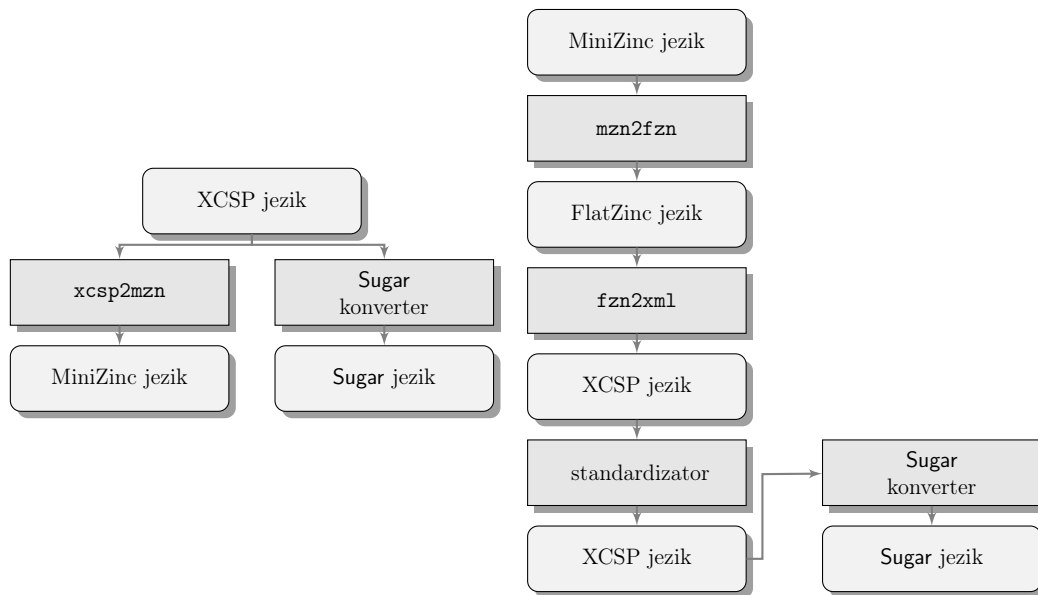 XCSP jezik
xcsp2mzn
MiniZinc jezik
Sugar
konverter
Sugar jezik
MiniZinc jezik
mzn2fzn
FlatZinc jezik
fzn2xml
XCSP jezik
standardizator
XCSP jezik
Sugar
konverter
Sugar jezik